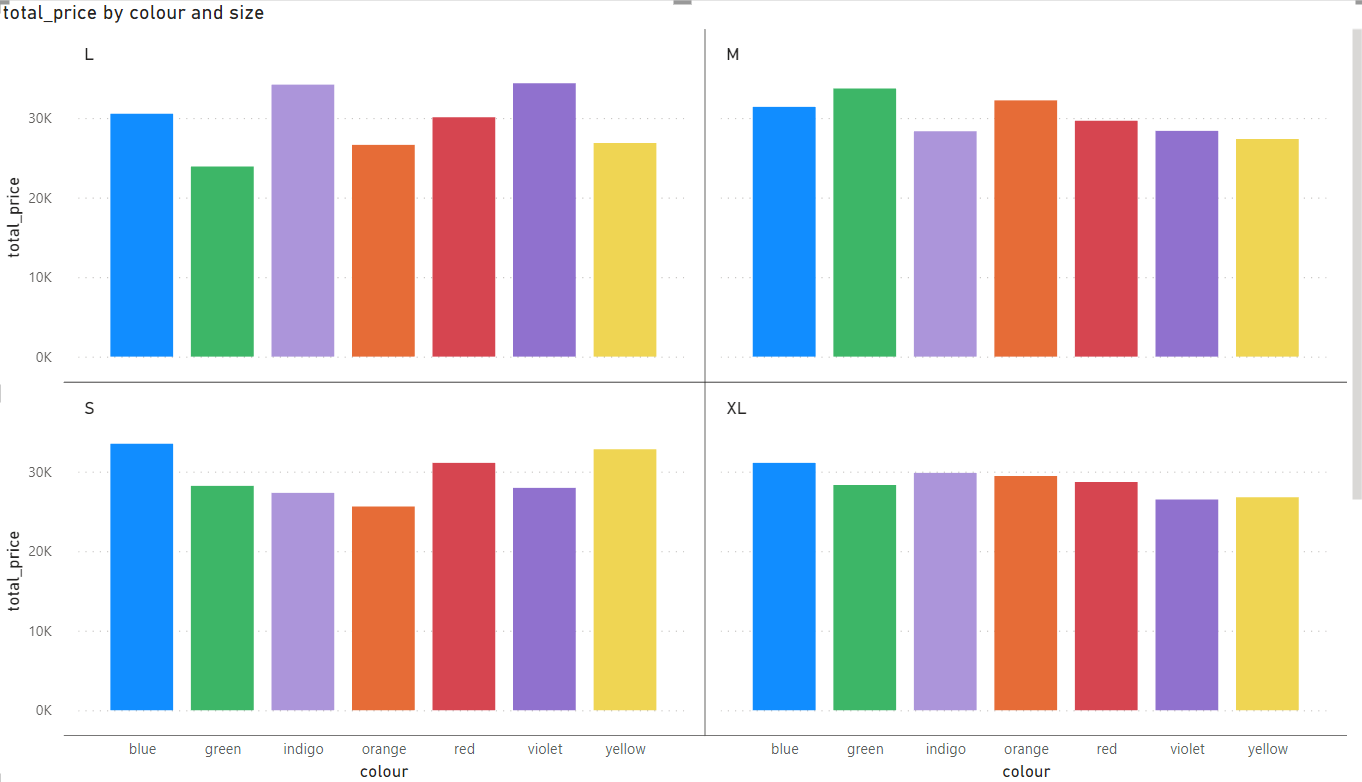 total_price by colour and size
L
M
30K
20K
10K
0K
total_price
S
XL
30K
20K
10K
0K
total_price
blue green indigo orange red violet yellow blue green indigo orange red violet yellow
colour colour